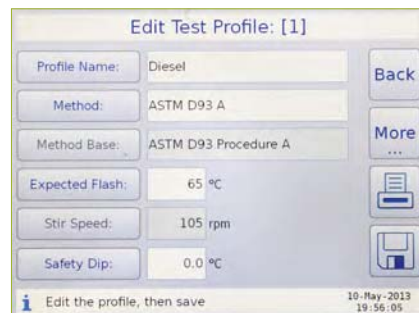 Edit Test Profile: [1]
Profile Name: Diesel
Back
Method: ASTM D93 A
Method Base: ASTM D93 Procedure A
More
...
Expected Flash: 65 °C
Stir Speed: 105 rpm
Safety Dip: 0.0 °C
i Edit the profile, then save
10-May-2013
19:56:05